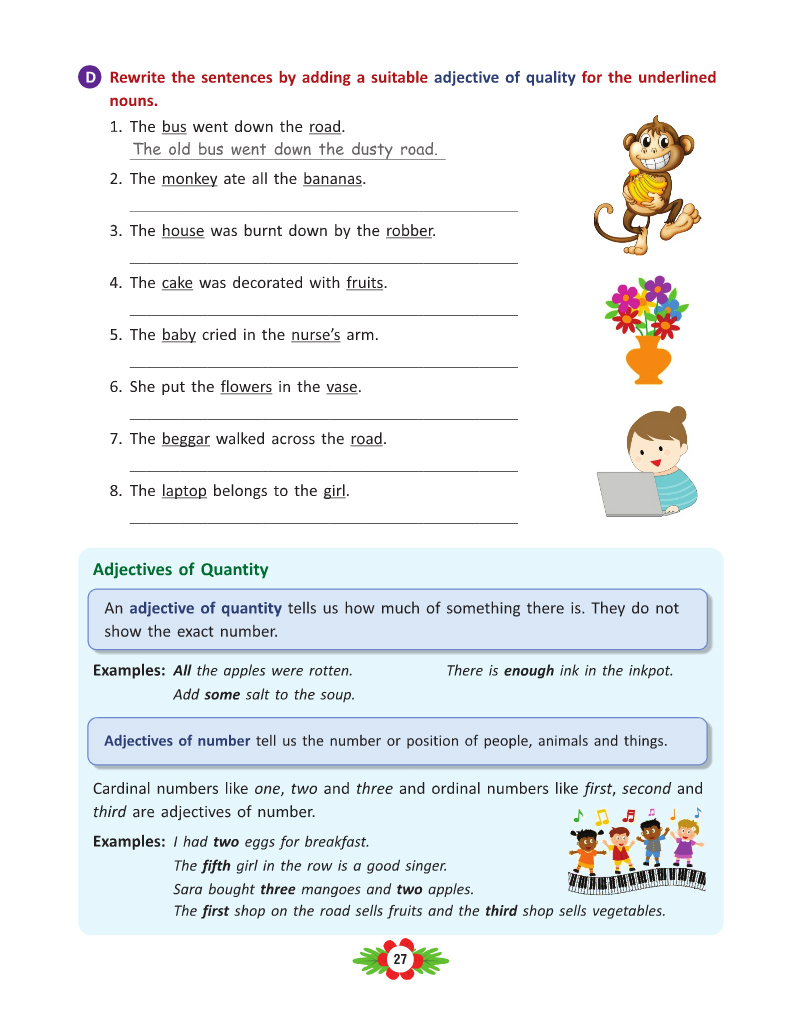 D Rewrite the sentences by adding a suitable adjective of quality for the underlined
nouns.
1. The bus went down the road.
The old bus went down the dusty road.
2. The monkey ate all the bananas.
3. The house was burnt down by the robber.
4. The cake was decorated with fruits.
5. The baby cried in the nurse's arm.
6. She put the flowers in the vase.
7. The beggar walked across the road.
8. The laptop belongs to the girl.
Adjectives of Quantity
An adjective of quantity tells us how much of something there is. They do not
show the exact number.
Examples: All the apples were rotten. There is enough ink in the inkpot.
Add some salt to the soup.
Adjectives of number tell us the number or position of people, animals and things.
Cardinal numbers like one, two and three and ordinal numbers like first, second and
third are adjectives of number.
Examples: I had two eggs for breakfast.
The fifth girl in the row is a good singer.
Sara bought three mangoes and two apples.
The first shop on the road sells fruits and the third shop sells vegetables.
27